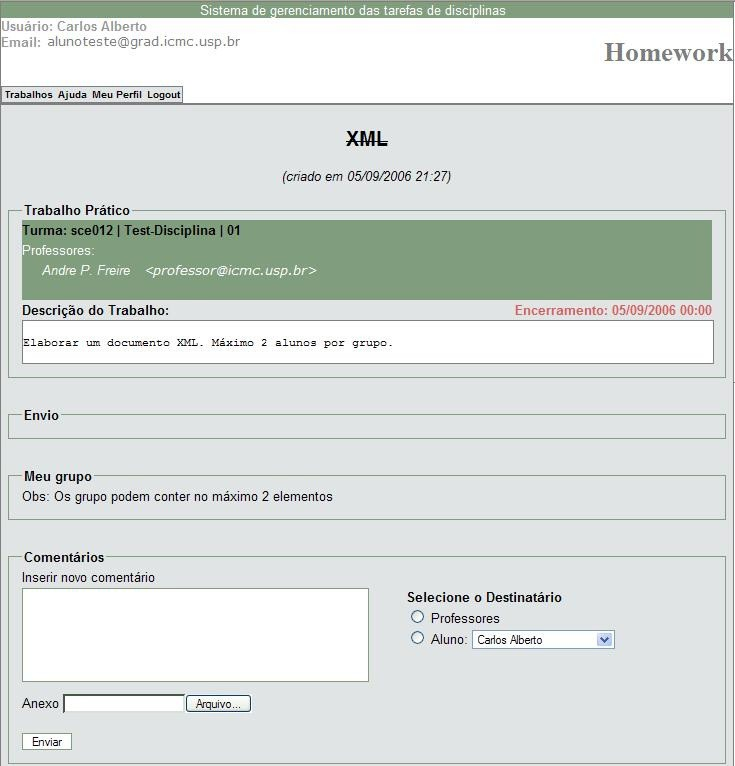 Sistema de gerenciamento das tarefas de disciplinas
Usuário: Carlos Alberto
Email: alunoteste@grad.icmc.usp.br
Homework
Trabalhos Ajuda Meu Perfil Logout
XML
(criado em 05/09/2006 21:27)
Trabalho Prático
Turma: sce012 | Test-Disciplina | 01
Professores:
Andre P. Freire <professor@icmc.usp.br>
Descrição do Trabalho: Encerramento: 05/09/2006 00:00
Elaborar um documento XML. Máximo 2 alunos por grupo.
Envio
Meu grupo
Obs: Os grupo podem conter no máximo 2 elementos
Comentários
Inserir novo comentário
Selecione o Destinatário
Professores
Aluno: Carlos Alberto
Anexo Arquivo...
Enviar